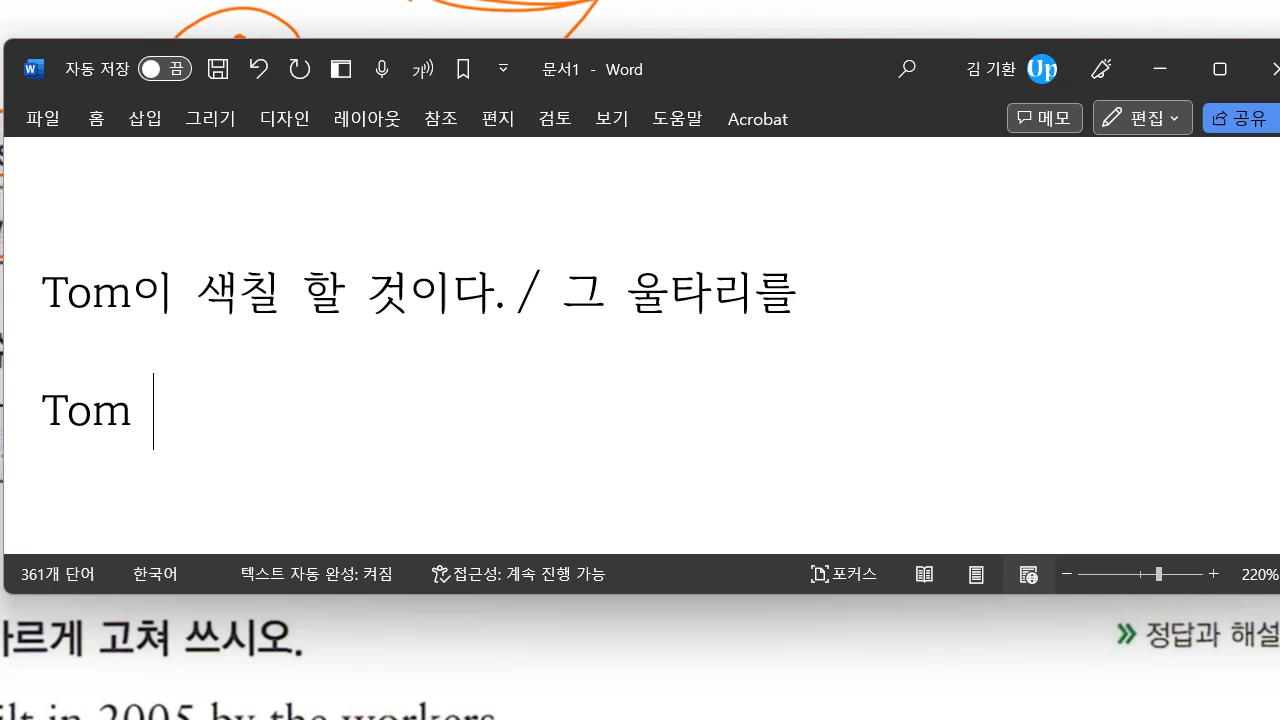 자동 저장 끔 문서1 - Word 김 기환 Up
파일 홈 삽입 그리기 디자인 레이아웃 참조 편지 검토 보기 도움말 Acrobat 메모 편집 공유
Tom이 색칠 할 것이다. / 그 울타리를
Tom
361개 단어 한국어 텍스트 자동 완성: 켜짐 접근성: 계속 진행 가능 포커스 220%
고쳐 쓰시오. » 정답과 해설
in 2005 by the workers